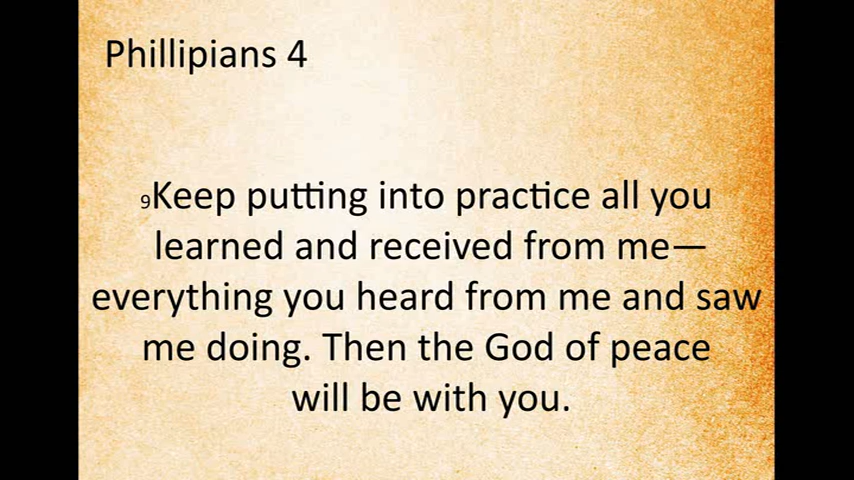 Phillipians 4
9Keep putting into practice all you
learned and received from me—
everything you heard from me and saw
me doing. Then the God of peace
will be with you.